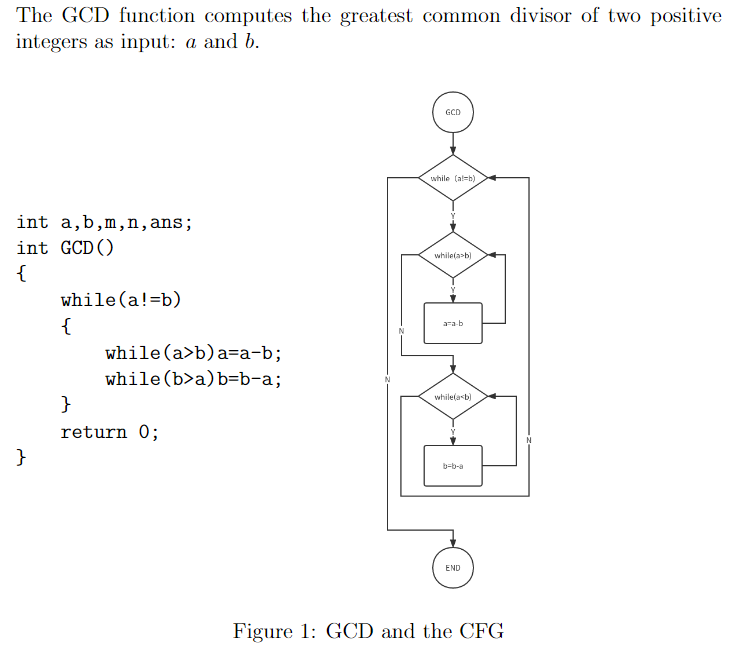 The GCD function computes the greatest common divisor of two positive
integers as input: a and b.
int a,b,m,n,ans;
int GCD()
{
while(a!=b)
{
while(a>b)a=a-b;
while(b>a)b=b-a;
}
return 0;
}
GCD
while (a!=b)
Y
while(a>b)
Y
a=a-b
N
N
while(a<b)
Y
N
b=b-a
END
Figure 1: GCD and the CFG